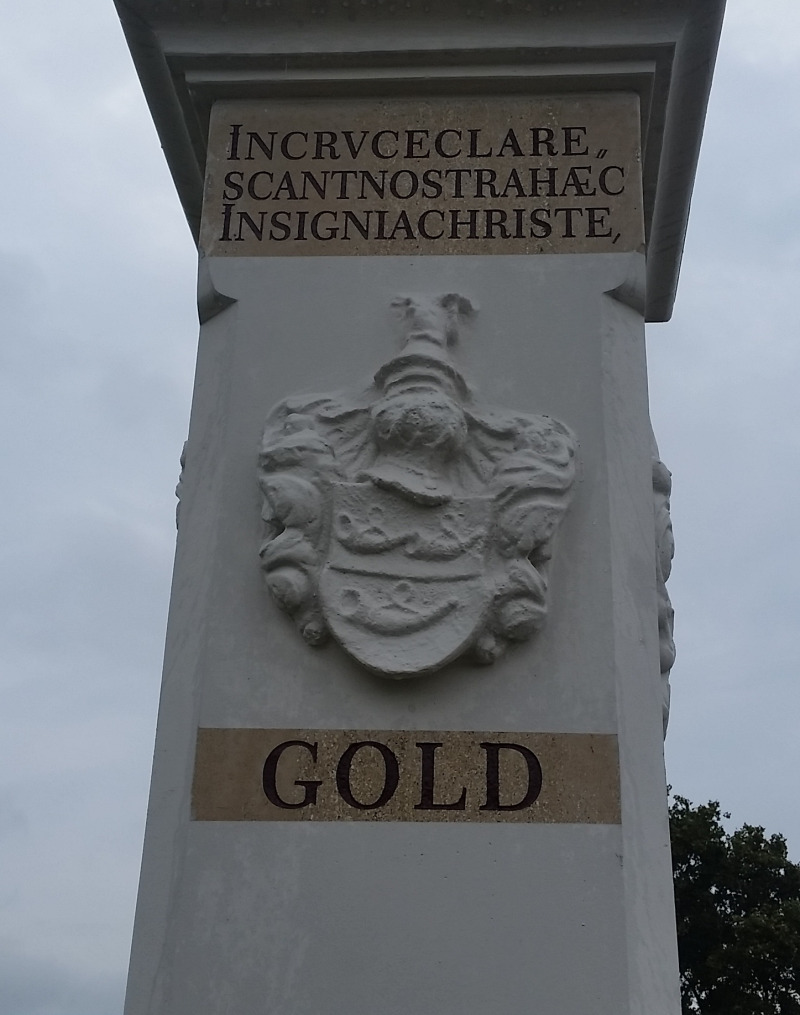 INCRVCECLARE„
SCANTNOSTRAHÆC
INSIGNIACHRISTE,
GOLD